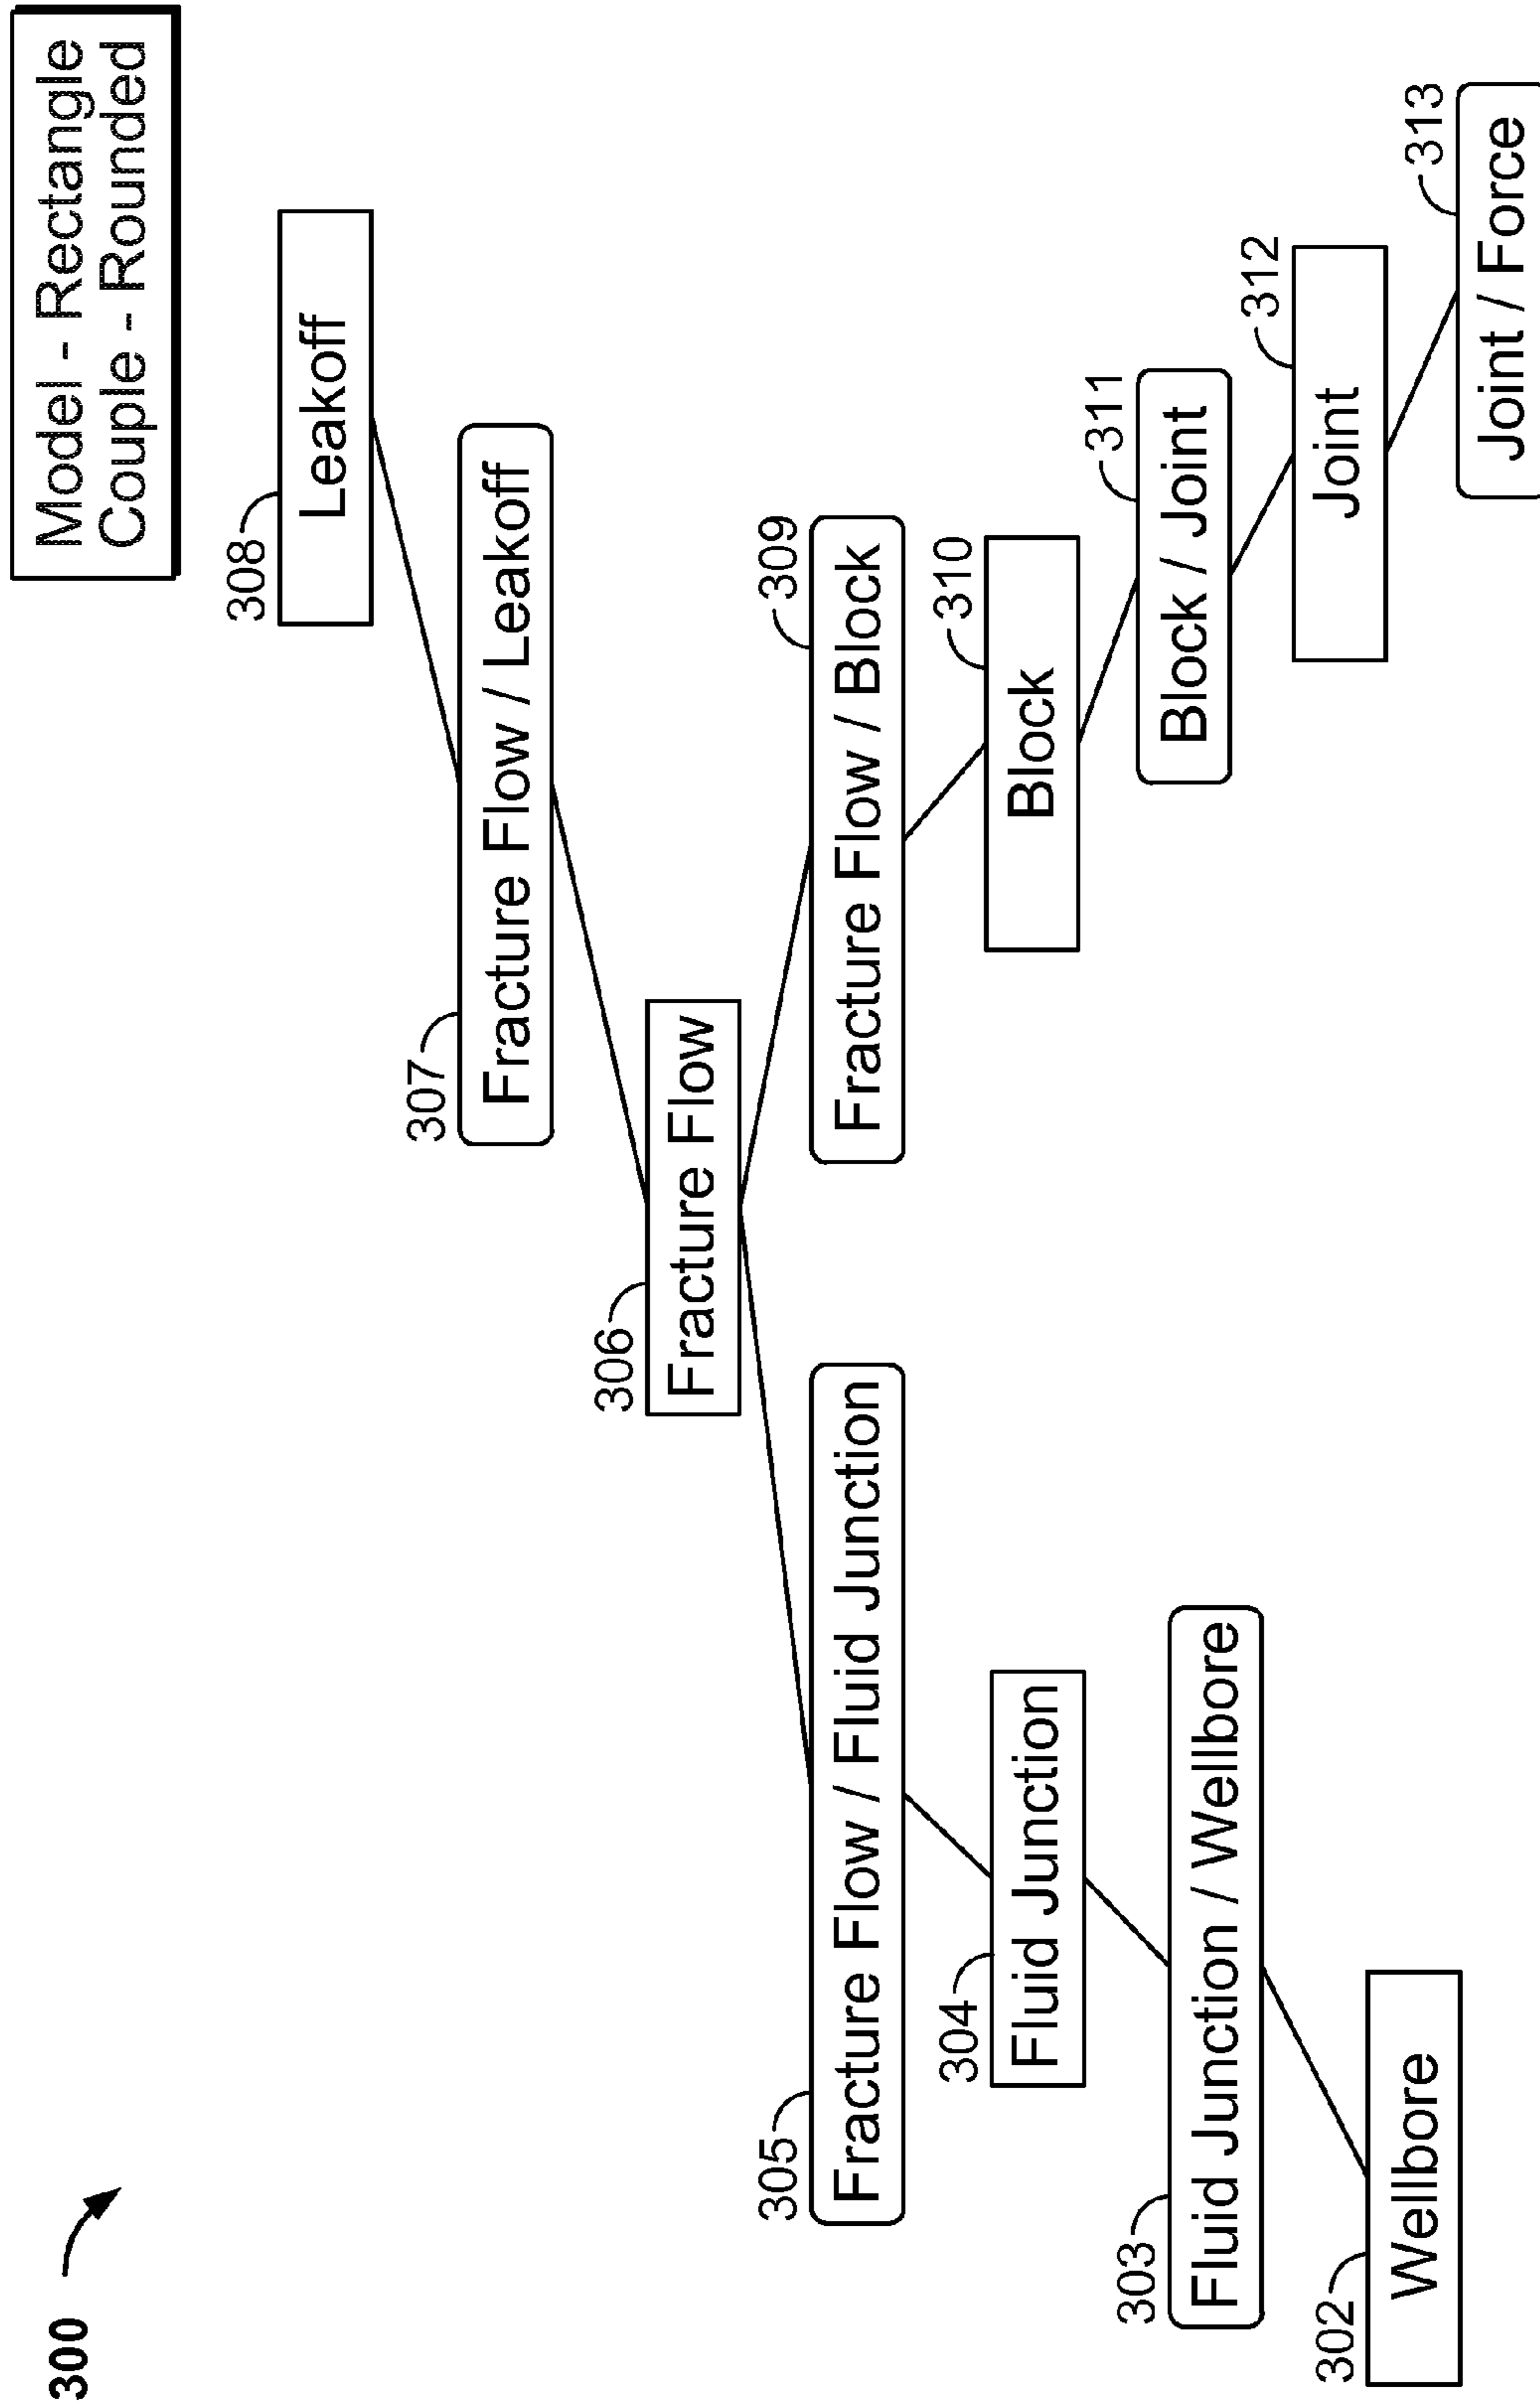 300
Model - Rectangle
Couple - Rounded
308
Leakoff
307
Fracture Flow / Leakoff
306
Fracture Flow
305
Fracture Flow / Fluid Junction
309
Fracture Flow / Block
304
Fluid Junction
310
Block
303
Fluid Junction / Wellbore
311
Block / Joint
302
Wellbore
312
Joint
313
Joint / Force